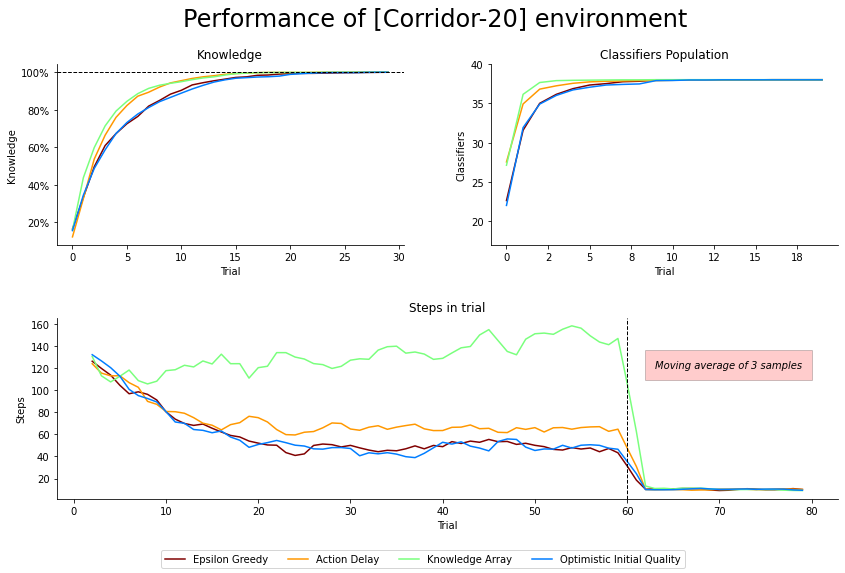 Performance of [Corridor-20] environment
Knowledge
100%
80%
60%
40%
20%
Knowledge
0 5 10 15 20 25 30
Trial
Classifiers Population
40
35
30
25
20
Classifiers
0 2 5 8 10 12 15 18
Trial
Steps in trial
160
140
120
100
80
60
40
20
Steps
Moving average of 3 samples
0 10 20 30 40 50 60 70 80
Trial
Epsilon Greedy Action Delay Knowledge Array Optimistic Initial Quality